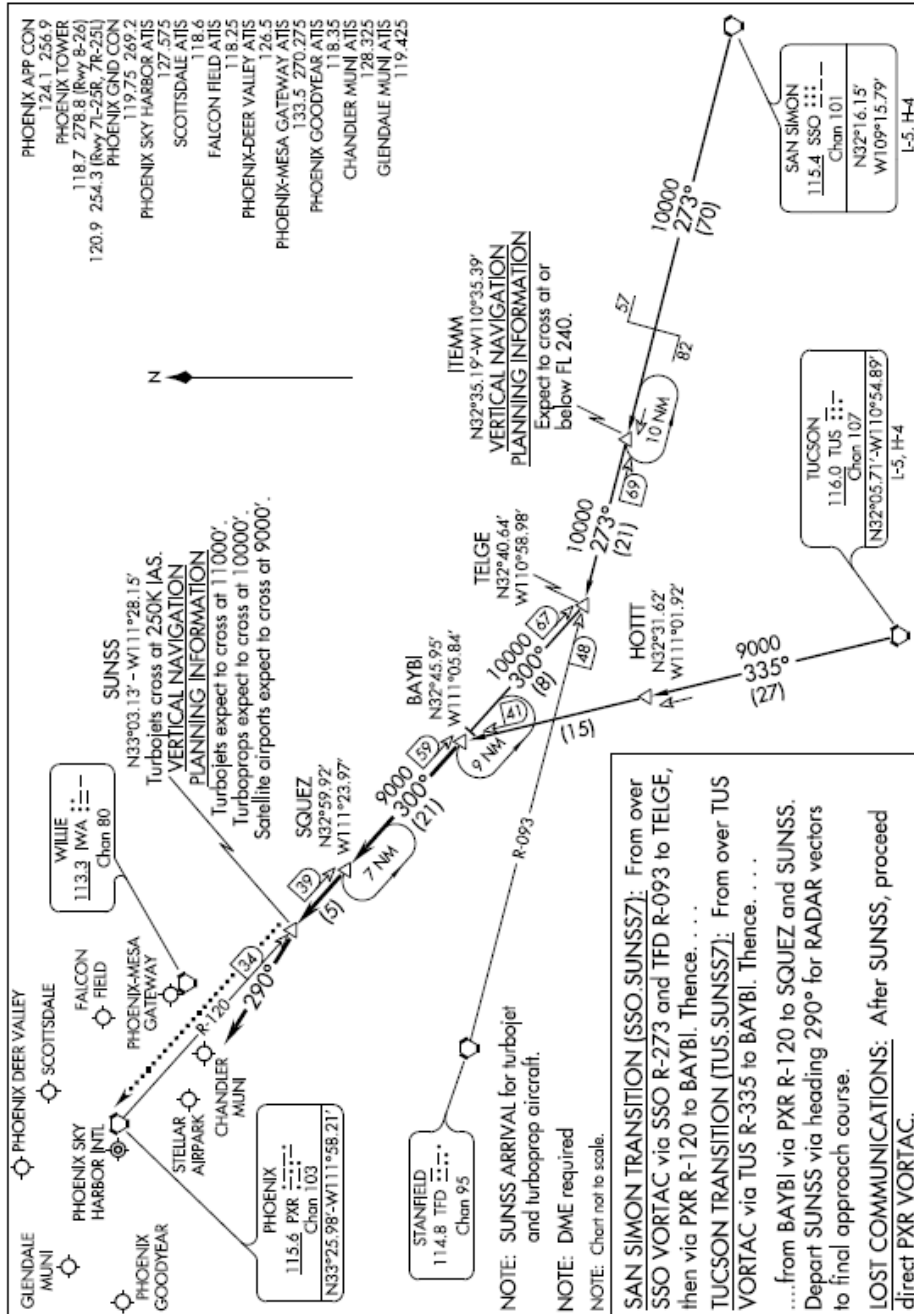 PHOENIX APP CON
124.1 256.9
PHOENIX TOWER
118.7 278.8 (Rwy 8-26)
120.9 254.3 (Rwy 7L-25R, 7R-25L)
PHOENIX GND CON
119.75 269.2
PHOENIX SKY HARBOR ATIS
127.575
SCOTTSDALE ATIS
118.6
FALCON FIELD ATIS
118.25
PHOENIX-DEER VALLEY ATIS
126.5
PHOENIX-MESA GATEWAY ATIS
133.5 270.275
PHOENIX GOODYEAR ATIS
118.35
CHANDLER MUNI ATIS
128.325
GLENDALE MUNI ATIS
119.425
N
GLENDALE
MUNI
PHOENIX DEER VALLEY
SCOTTSDALE
PHOENIX
GOODYEAR
PHOENIX SKY
HARBOR INTL
FALCON
FIELD
PHOENIX-MESA
GATEWAY
STELLAR
AIRPARK
CHANDLER
MUNI
WILLIE
113.3 IWA
Chan 80
PHOENIX
115.6 PXR
Chan 103
N33°25.98'-W111°58.21'
R-120
34
290°
SUNSS
N33°03.13' - W111°28.15'
Turbojets cross at 250K IAS.
VERTICAL NAVIGATION
PLANNING INFORMATION
Turbojets expect to cross at 11000'.
Turboprops expect to cross at 10000'.
Satellite airports expect to cross at 9000'.
39
(5)
SQUEZ
N32°59.92'
W111°23.97'
7 NM
9000
300°
(21)
59
BAYBI
N32°45.95'
W111°05.84'
9 NM
41
10000
300°
(8)
67
TELGE
N32°40.64'
W110°58.98'
48
R-093
STANFIELD
114.8 TFD
Chan 95
10000
273°
(21)
69
ITEMM
N32°35.19'-W110°35.39'
VERTICAL NAVIGATION
PLANNING INFORMATION
Expect to cross at or
below FL 240.
10 NM
57
82
10000
273°
(70)
SAN SIMON
115.4 SSO
Chan 101
N32°16.15'
W109°15.79'
L-5, H-4
(15)
HOTTT
N32°31.62'
W111°01.92'
9000
335°
(27)
TUCSON
116.0 TUS
Chan 107
N32°05.71'-W110°54.89'
L-5, H-4
NOTE: SUNSS ARRIVAL for turbojet
and turboprop aircraft.
NOTE: DME required
NOTE: Chart not to scale.
SAN SIMON TRANSITION (SSO.SUNSS7): From over
SSO VORTAC via SSO R-273 and TFD R-093 to TELGE,
then via PXR R-120 to BAYBI. Thence. . . .
TUCSON TRANSITION (TUS.SUNSS7): From over TUS
VORTAC via TUS R-335 to BAYBI. Thence. . . .
. . . .from BAYBI via PXR R-120 to SQUEZ and SUNSS.
Depart SUNSS via heading 290° for RADAR vectors
to final approach course.
LOST COMMUNICATIONS: After SUNSS, proceed
direct PXR VORTAC.